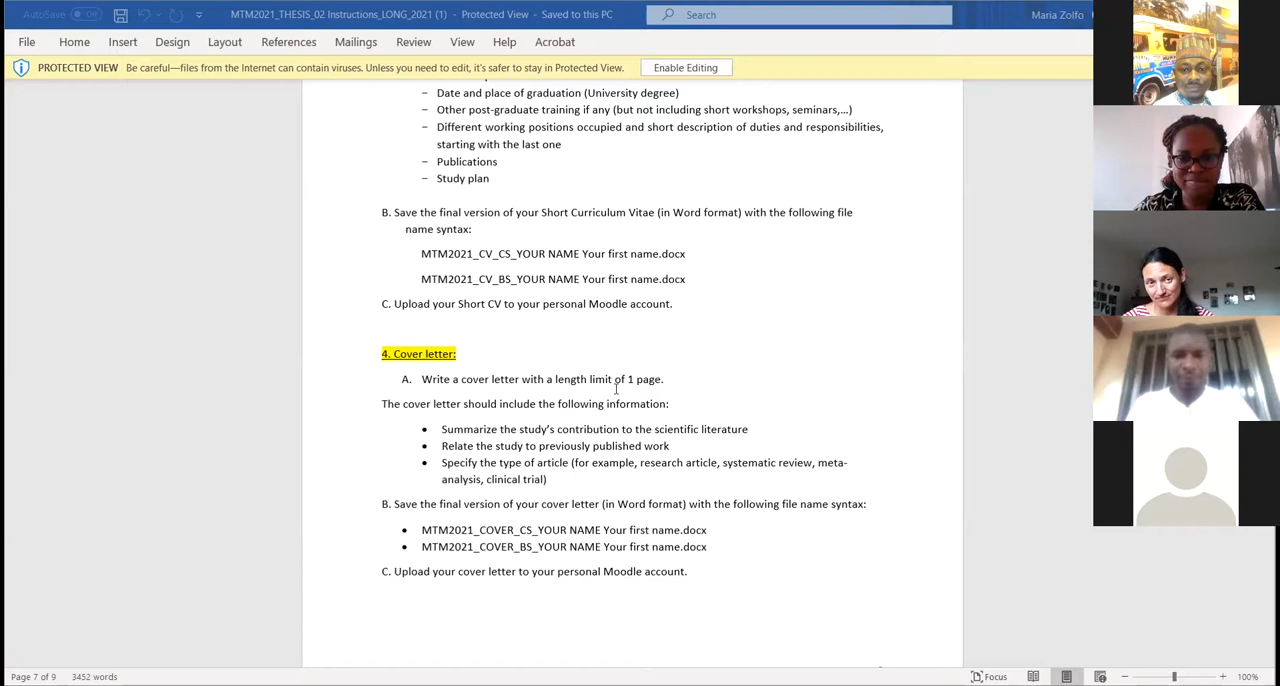 AutoSave Off MTM2021_THESIS_02 Instructions_LONG_2021 (1) - Protected View - Saved to this PC Search Maria Zolfo
File Home Insert Design Layout References Mailings Review View Help Acrobat
PROTECTED VIEW Be careful—files from the Internet can contain viruses. Unless you need to edit, it's safer to stay in Protected View. Enable Editing
– Date and place of graduation (University degree)
– Other post-graduate training if any (but not including short workshops, seminars,…)
– Different working positions occupied and short description of duties and responsibilities,
starting with the last one
– Publications
– Study plan
B. Save the final version of your Short Curriculum Vitae (in Word format) with the following file
name syntax:
MTM2021_CV_CS_YOUR NAME Your first name.docx
MTM2021_CV_BS_YOUR NAME Your first name.docx
C. Upload your Short CV to your personal Moodle account.
4. Cover letter:
A. Write a cover letter with a length limit of 1 page.
The cover letter should include the following information:
• Summarize the study's contribution to the scientific literature
• Relate the study to previously published work
• Specify the type of article (for example, research article, systematic review, meta-
analysis, clinical trial)
B. Save the final version of your cover letter (in Word format) with the following file name syntax:
• MTM2021_COVER_CS_YOUR NAME Your first name.docx
• MTM2021_COVER_BS_YOUR NAME Your first name.docx
C. Upload your cover letter to your personal Moodle account.
Page 7 of 9 3452 words Focus 100%